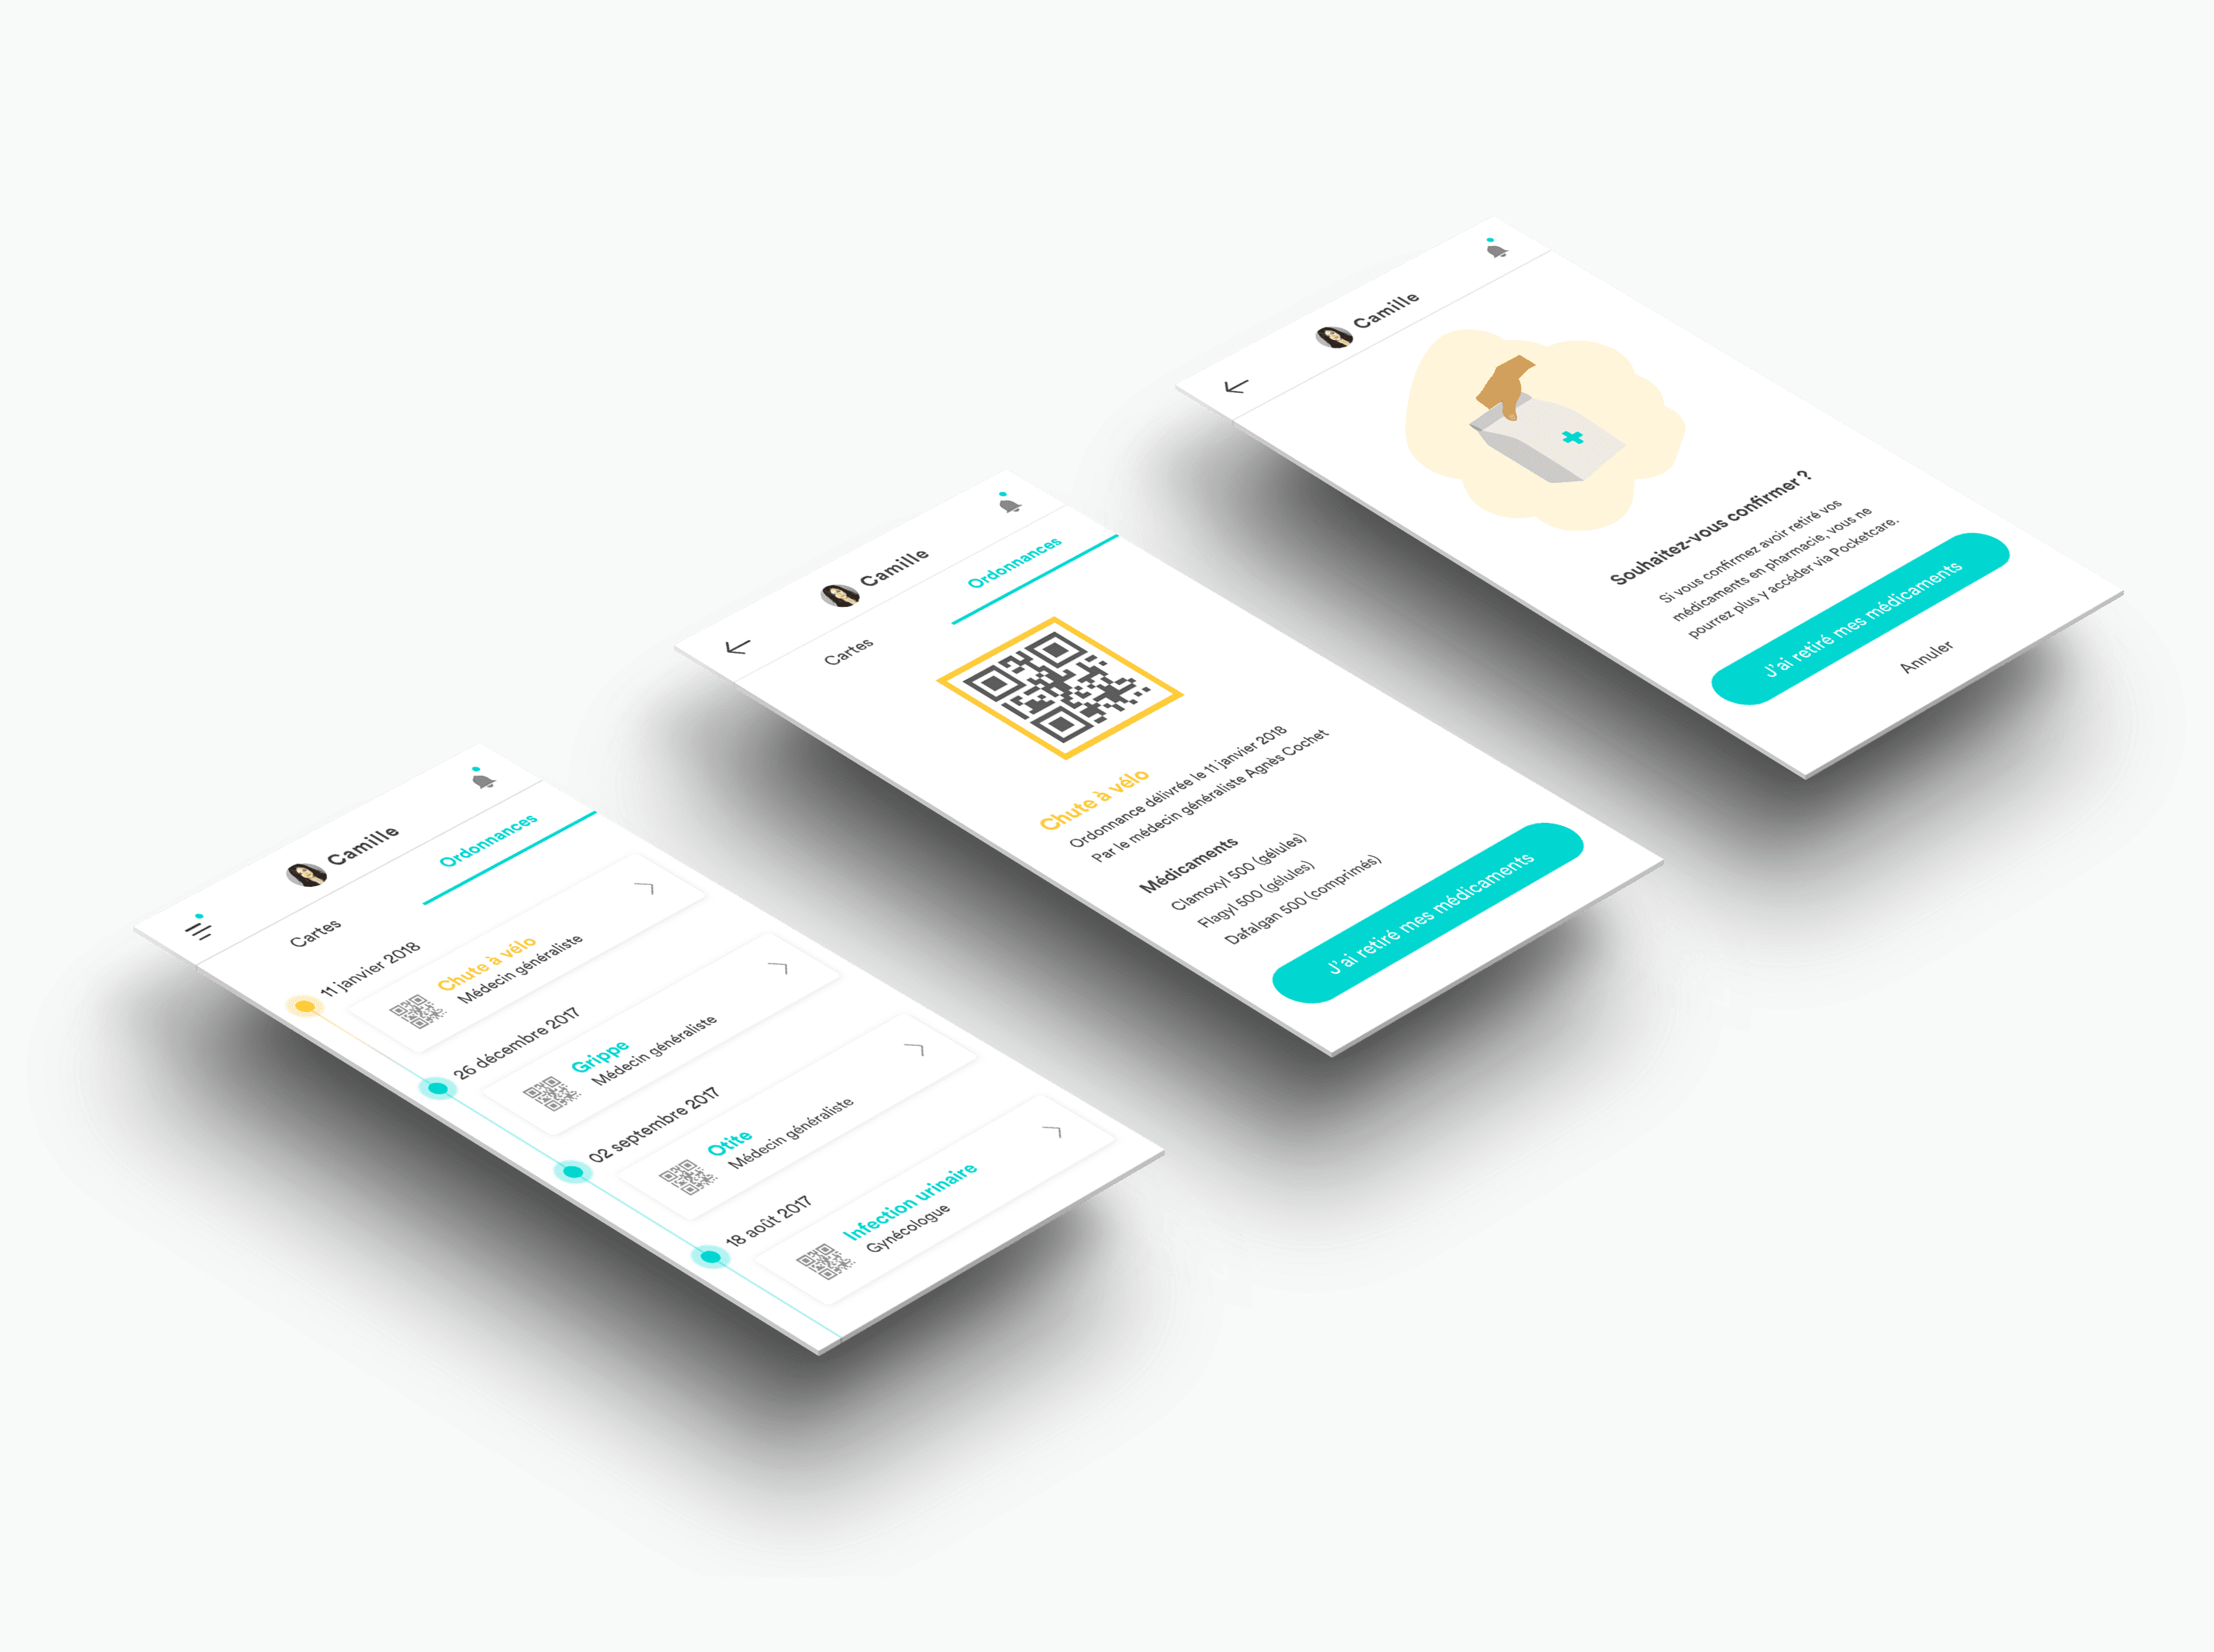 Camille
Cartes
Ordonnances
11 janvier 2018
Chute à vélo
Médecin généraliste
26 décembre 2017
Grippe
Médecin généraliste
02 septembre 2017
Otite
Médecin généraliste
18 août 2017
Infection urinaire
Gynécologue
Camille
Cartes
Ordonnances
Chute à vélo
Ordonnance délivrée le 11 janvier 2018
Par le médecin généraliste Agnès Cochet
Médicaments
Clamoxyl 500 (gélules)
Flagyl 500 (gélules)
Dafalgan 500 (comprimés)
J'ai retiré mes médicaments
Camille
Souhaitez-vous confirmer ?
Si vous confirmez avoir retiré vos
médicaments en pharmacie, vous ne
pourrez plus y accéder via Pocketcare.
J'ai retiré mes médicaments
Annuler